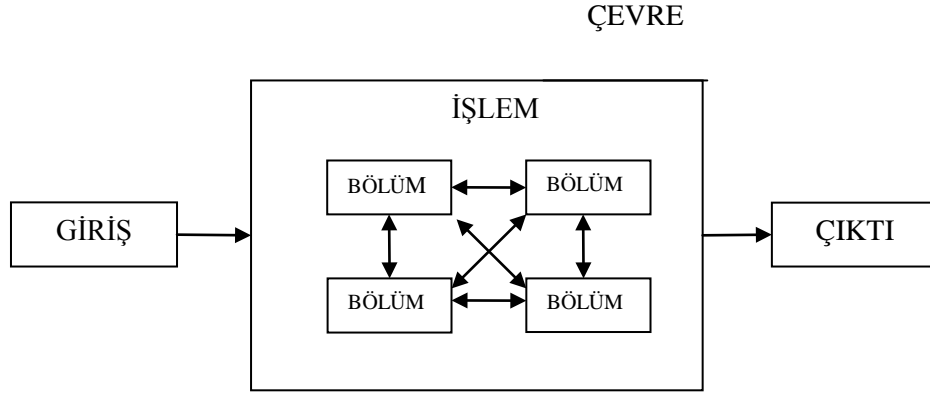 ÇEVRE
İŞLEM
BÖLÜM
BÖLÜM
GİRİŞ
ÇIKTI
BÖLÜM
BÖLÜM